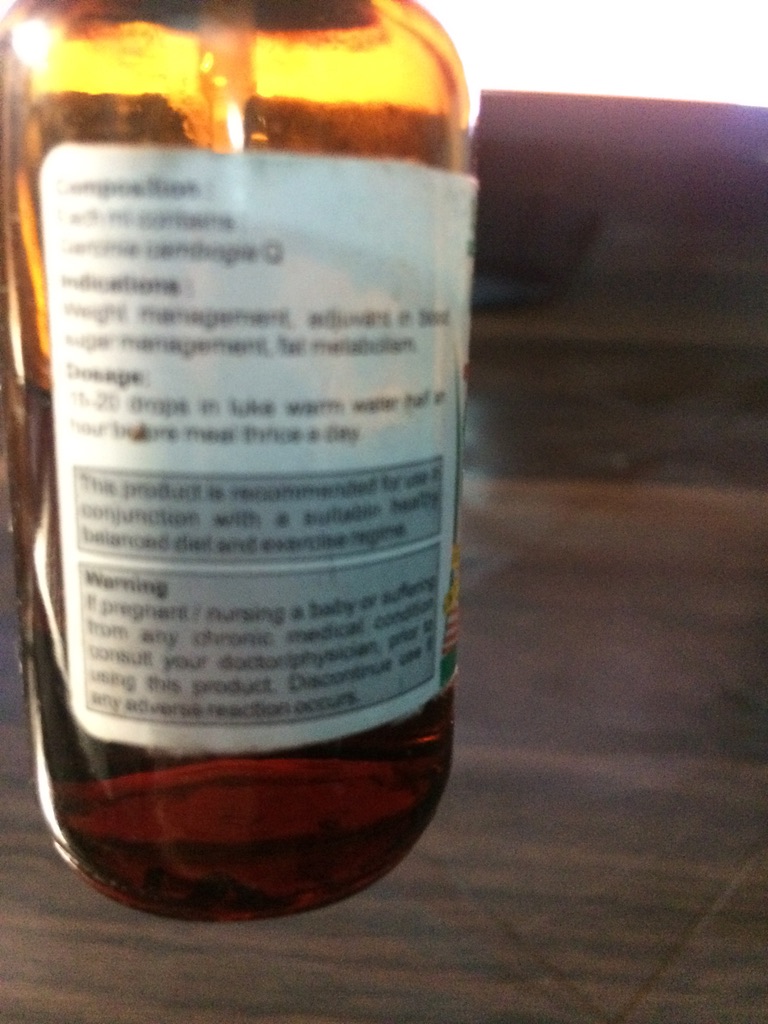 Composition :
Each ml contains :
Garcinia cambogia Q
Indications :
Weight management, adjuvant in blood
sugar management, fat metabolism.
Dosage:
15-20 drops in luke warm water half an
hour before meal thrice a day
This product is recommended for use in
conjunction with a suitable healthy
balanced diet and exercise regime.
Warning
If pregnant / nursing a baby or suffering
from any chronic medical condition
consult your doctor/physician, prior to
using this product. Discontinue use if
any adverse reaction occurs.